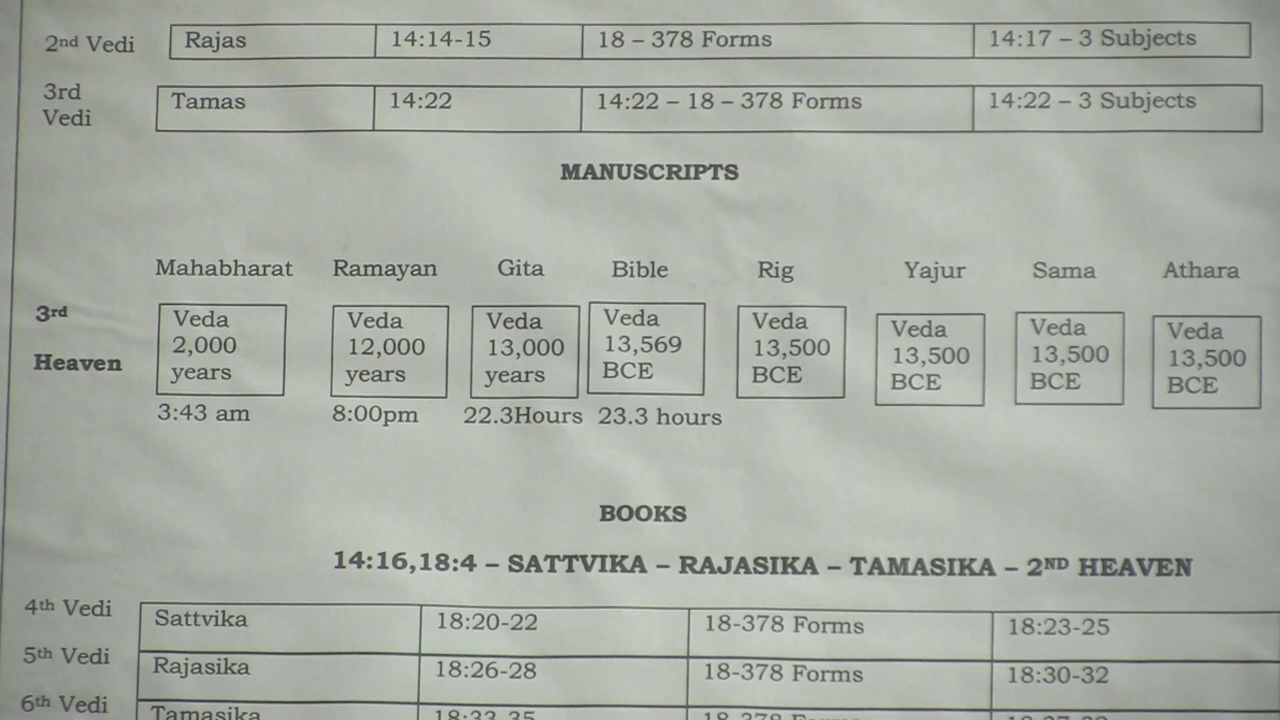 2nd Vedi Rajas 14:14-15 18 – 378 Forms 14:17 – 3 Subjects
3rd Vedi Tamas 14:22 14:22 – 18 – 378 Forms 14:22 – 3 Subjects
MANUSCRIPTS
Mahabharat Ramayan Gita Bible Rig Yajur Sama Athara
3rd Heaven
Veda 2,000 years
Veda 12,000 years
Veda 13,000 years
Veda 13,569 BCE
Veda 13,500 BCE
Veda 13,500 BCE
Veda 13,500 BCE
Veda 13,500 BCE
3:43 am 8:00pm 22.3Hours 23.3 hours
BOOKS
14:16,18:4 – SATTVIKA – RAJASIKA – TAMASIKA – 2ND HEAVEN
4th Vedi Sattvika 18:20-22 18-378 Forms 18:23-25
5th Vedi Rajasika 18:26-28 18-378 Forms 18:30-32
6th Vedi Tamasika 18:33-35 18-378 Forms